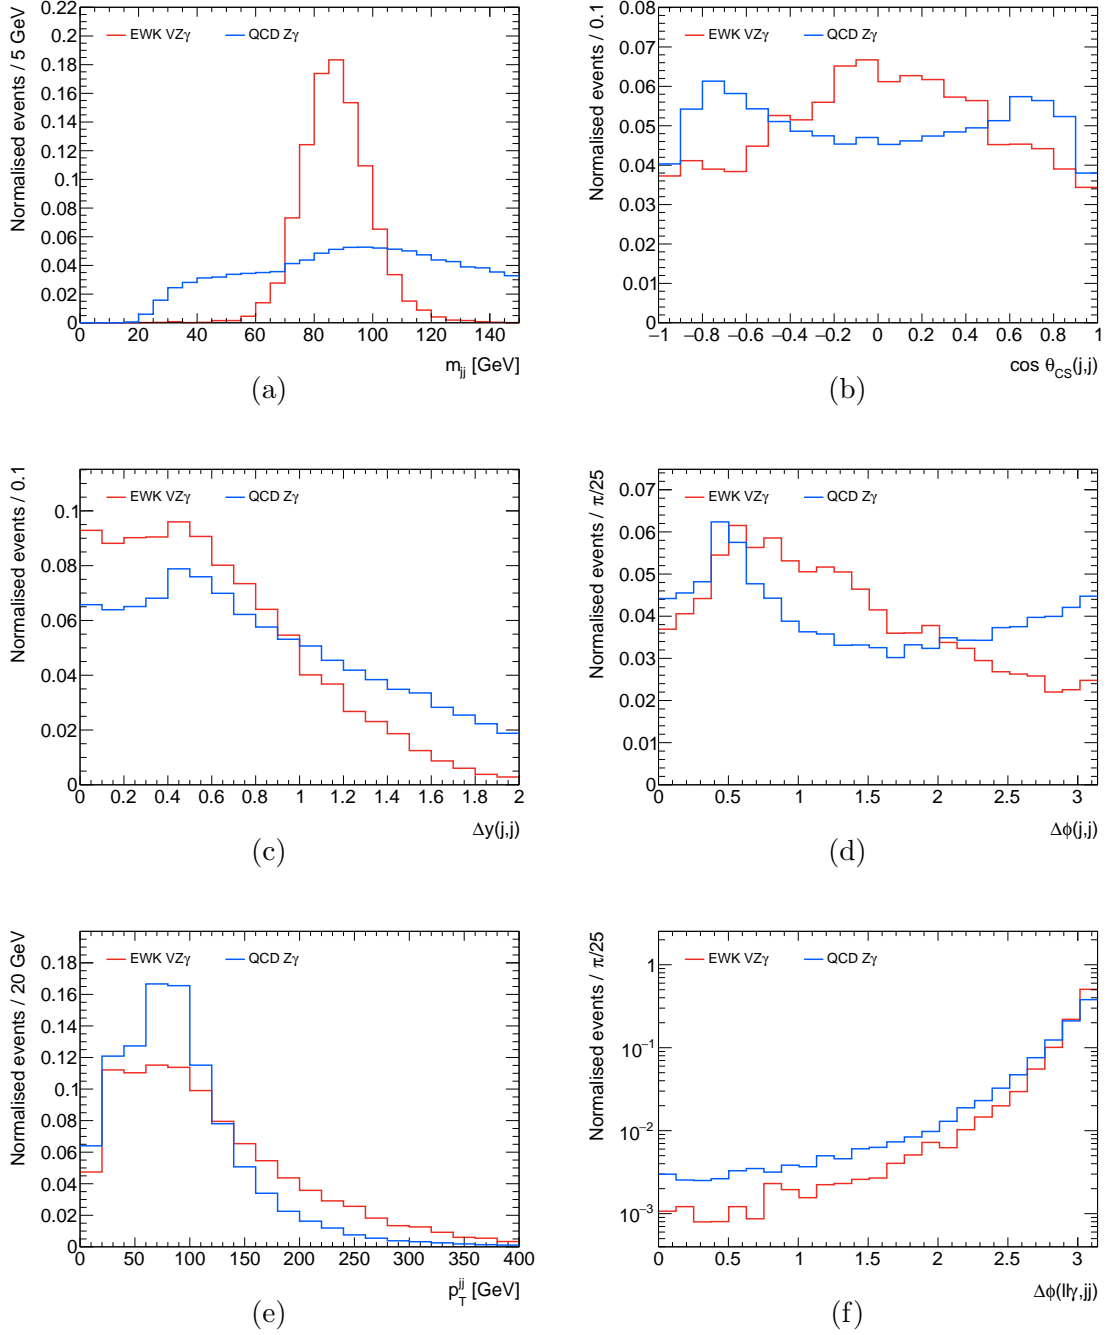 Normalised events / 5 GeV
0.22
0.2
0.18
0.16
0.14
0.12
0.1
0.08
0.06
0.04
0.02
0
EWK VZγ
QCD Zγ
0 20 40 60 80 100 120 140
m_jj [GeV]
(a)
Normalised events / 0.1
0.08
0.07
0.06
0.05
0.04
0.03
0.02
0.01
0
EWK VZγ
QCD Zγ
−1 −0.8 −0.6 −0.4 −0.2 0 0.2 0.4 0.6 0.8 1
cos θ_CS(j,j)
(b)
Normalised events / 0.1
0.1
0.08
0.06
0.04
0.02
0
EWK VZγ
QCD Zγ
0 0.2 0.4 0.6 0.8 1 1.2 1.4 1.6 1.8 2
Δy(j,j)
(c)
Normalised events / π/25
0.07
0.06
0.05
0.04
0.03
0.02
0.01
0
EWK VZγ
QCD Zγ
0 0.5 1 1.5 2 2.5 3
Δϕ(j,j)
(d)
Normalised events / 20 GeV
0.18
0.16
0.14
0.12
0.1
0.08
0.06
0.04
0.02
0
EWK VZγ
QCD Zγ
0 50 100 150 200 250 300 350 400
p_T^jj [GeV]
(e)
Normalised events / π/25
1
10⁻¹
10⁻²
10⁻³
EWK VZγ
QCD Zγ
0 0.5 1 1.5 2 2.5 3
Δϕ(llγ,jj)
(f)